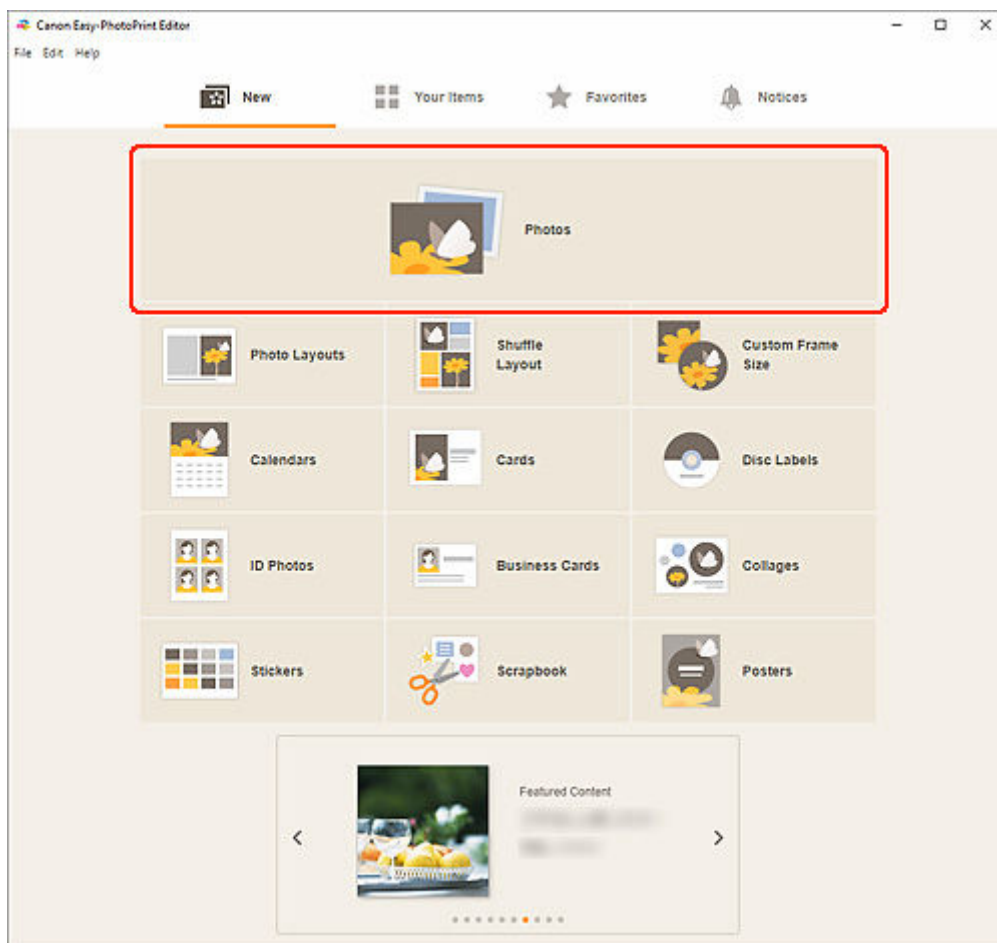 Canon Easy-PhotoPrint Editor
File Edit Help
New Your Items Favorites Notices
Photos
Photo Layouts
Shuffle
Layout
Custom Frame
Size
Calendars
Cards
Disc Labels
ID Photos
Business Cards
Collages
Stickers
Scrapbook
Posters
Featured Content